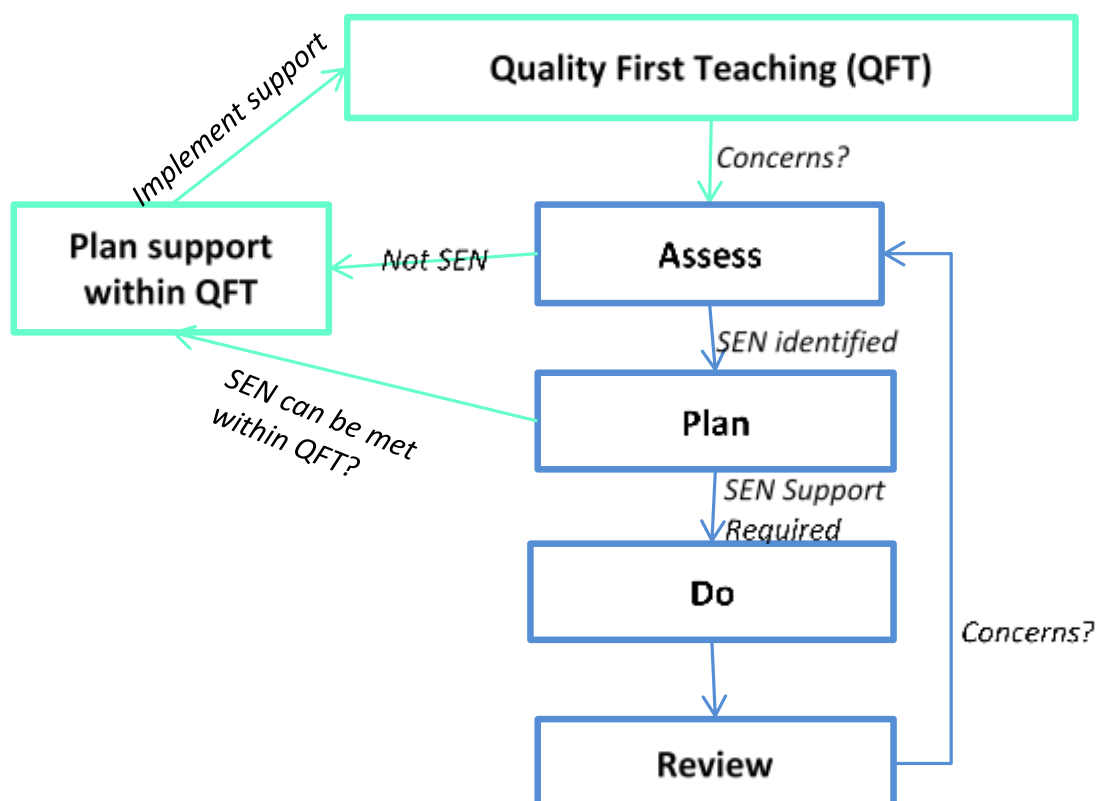 Quality First Teaching (QFT)
Implement support
Concerns?
Plan support
within QFT
Not SEN
Assess
SEN identified
SEN can be met
within QFT?
Plan
SEN Support
Required
Do
Concerns?
Review